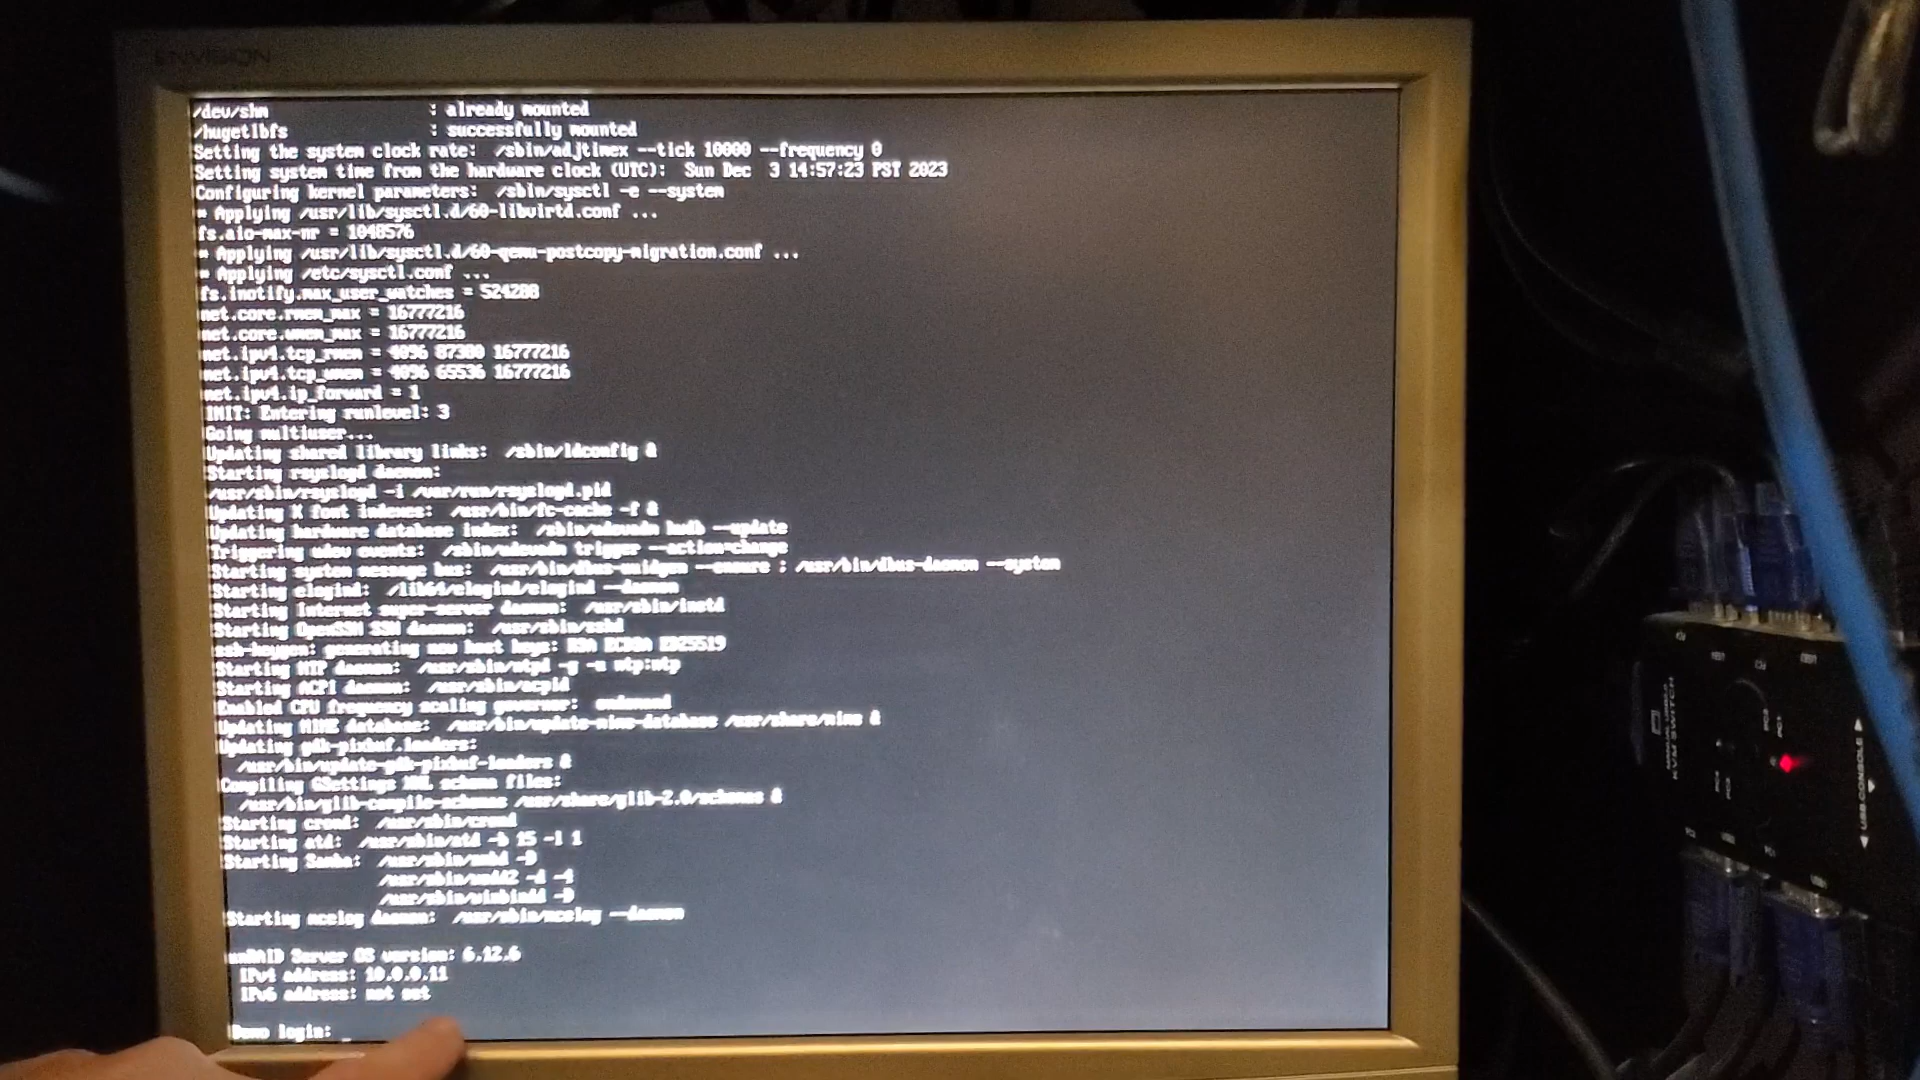 ENVISION
/dev/shm : already mounted
/hugetlbfs : successfully mounted
Setting the system clock rate: /sbin/adjtimex --tick 10000 --frequency 0
Setting system time from the hardware clock (UTC): Sun Dec 3 14:57:23 PST 2023
Configuring kernel parameters: /sbin/sysctl -e --system
* Applying /usr/lib/sysctl.d/60-libvirtd.conf ...
fs.aio-max-nr = 1048576
* Applying /usr/lib/sysctl.d/60-qemu-postcopy-migration.conf ...
* Applying /etc/sysctl.conf ...
fs.inotify.max_user_watches = 524288
net.core.rmem_max = 16777216
net.core.wmem_max = 16777216
net.ipv4.tcp_rmem = 4096 87380 16777216
net.ipv4.tcp_wmem = 4096 65536 16777216
net.ipv4.ip_forward = 1
INIT: Entering runlevel: 3
Going multiuser...
Updating shared library links: /sbin/ldconfig &
Starting rsyslogd daemon:
/usr/sbin/rsyslogd -i /var/run/rsyslogd.pid
Updating X font indexes: /usr/bin/fc-cache -f &
Updating hardware database index: /sbin/udevadm hwdb --update
Triggering udev events: /sbin/udevadm trigger --action=change
Starting system message bus: /usr/bin/dbus-uuidgen --ensure ; /usr/bin/dbus-daemon --system
Starting elogind: /lib64/elogind/elogind --daemon
Starting Internet super-server daemon: /usr/sbin/inetd
Starting OpenSSH SSH daemon: /usr/sbin/sshd
ssh-keygen: generating new host keys: RSA ECDSA ED25519
Starting NTP daemon: /usr/sbin/ntpd -g -u ntp:ntp
Starting ACPI daemon: /usr/sbin/acpid
Enabled CPU frequency scaling governor: ondemand
Updating MIME database: /usr/bin/update-mime-database /usr/share/mime &
Updating gdk-pixbuf.loaders:
/usr/bin/update-gdk-pixbuf-loaders &
Compiling GSettings XML schema files:
/usr/bin/glib-compile-schemas /usr/share/glib-2.0/schemas &
Starting crond: /usr/sbin/crond
Starting atd: /usr/sbin/atd -b 15 -l 1
Starting Samba: /usr/sbin/smbd -D
/usr/sbin/wsdd2 -d -4
/usr/sbin/winbindd -D
Starting mcelog daemon: /usr/sbin/mcelog --daemon
unRAID Server OS version: 6.12.6
IPv4 address: 10.0.0.11
IPv6 address: not set
login: _
KVM SWITCH
USB CONSOLE